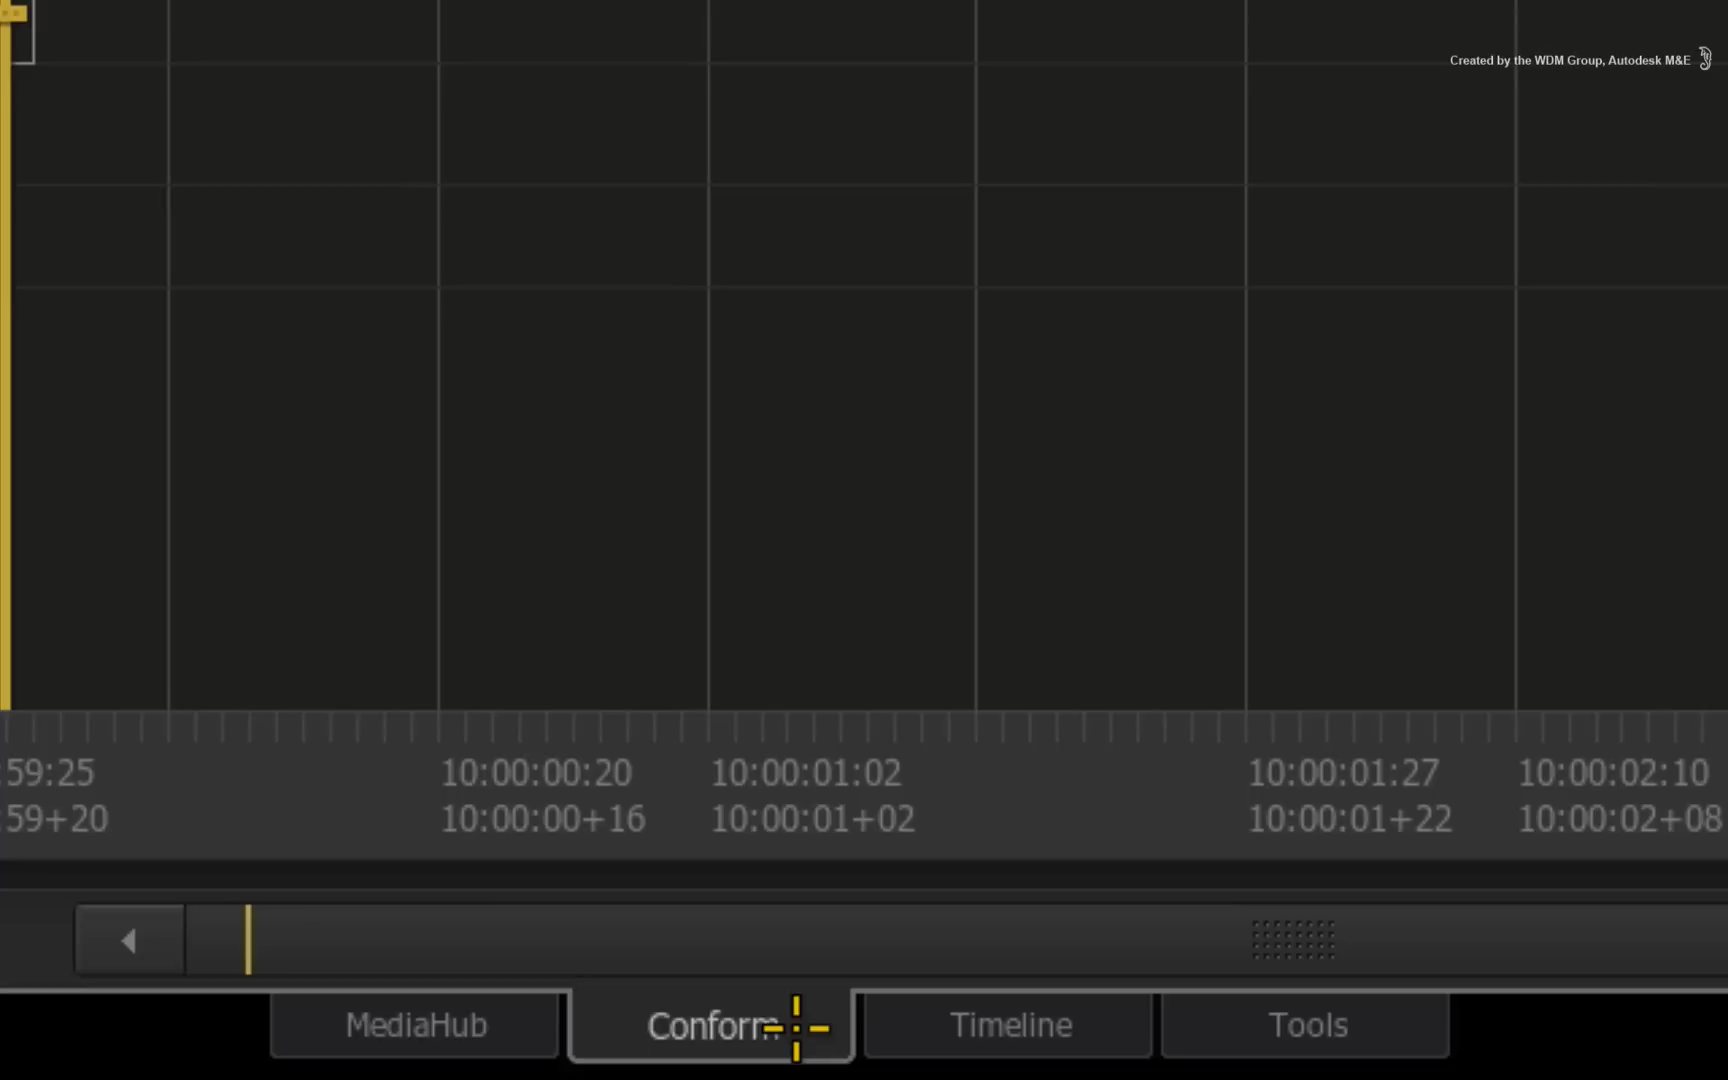 Created by the WDM Group, Autodesk M&E
:59:25 10:00:00:20 10:00:01:02 10:00:01:27 10:00:02:10
:59+20 10:00:00+16 10:00:01+02 10:00:01+22 10:00:02+08
MediaHub Conform Timeline Tools